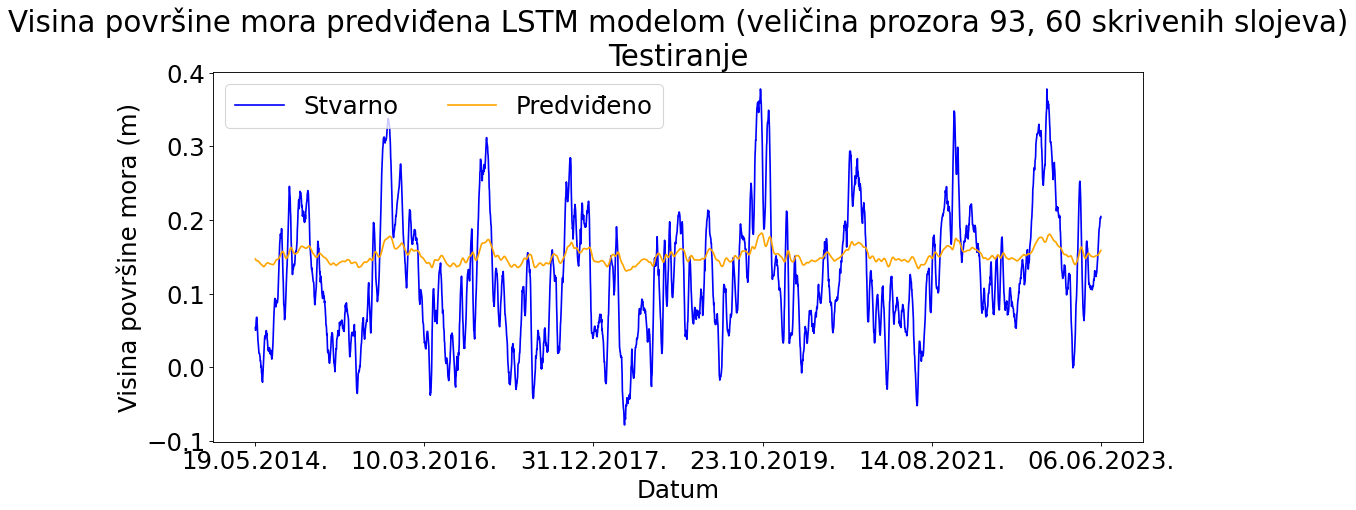 Visina površine mora predviđena LSTM modelom (veličina prozora 93, 60 skrivenih slojeva)
Testiranje
Stvarno
Predviđeno
Visina površine mora (m)
0.4
0.3
0.2
0.1
0.0
−0.1
19.05.2014.
10.03.2016.
31.12.2017.
23.10.2019.
14.08.2021.
06.06.2023.
Datum